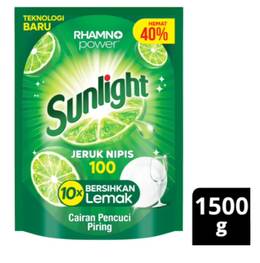 TEKNOLOGI
BARU
RHAMNO
power
HEMAT
40%
Sunlight
JERUK NIPIS
100
10x BERSIHKAN
Lemak
Cairan Pencuci
Piring
1500
g